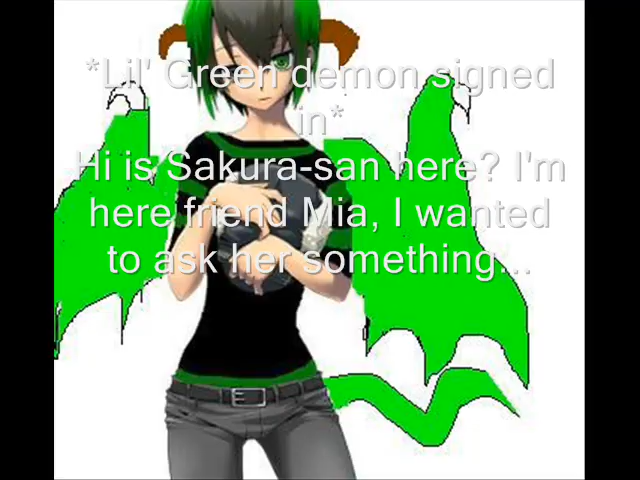 *Lil' Green demon signed
in*
Hi is Sakura-san here? I'm
here friend Mia, I wanted
to ask her something...